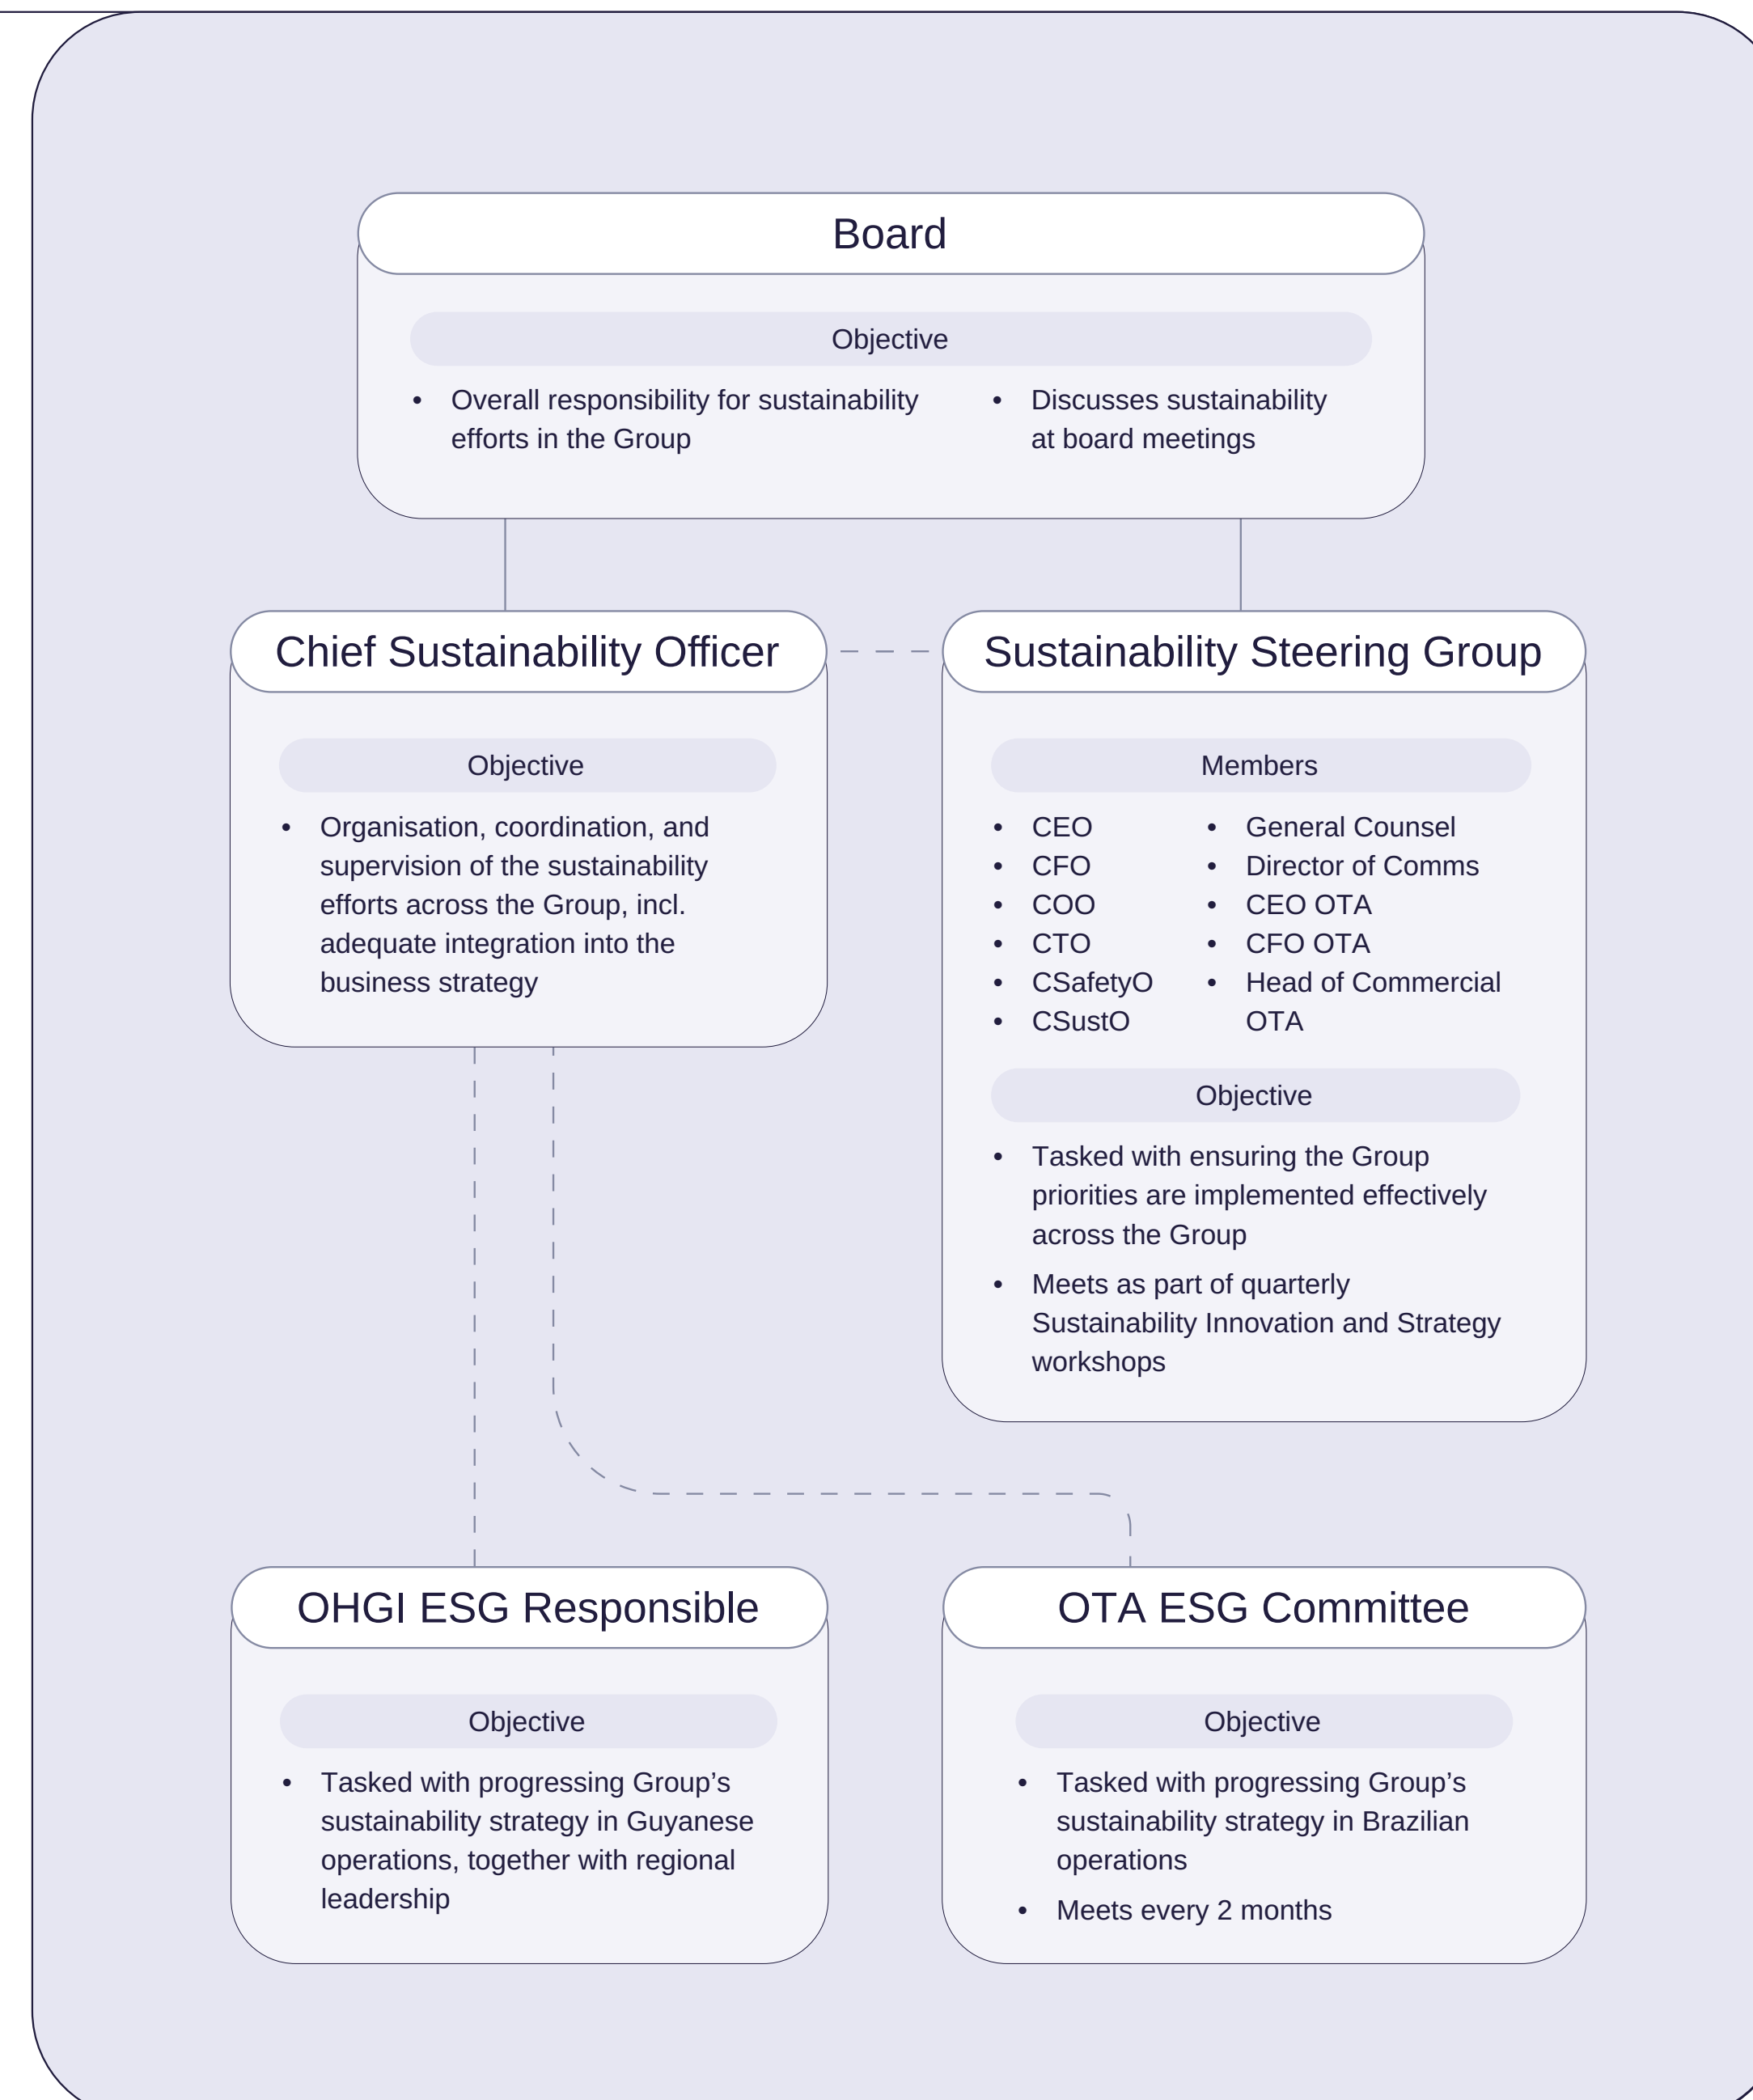 Board
Objective
• Overall responsibility for sustainability
efforts in the Group
• Discusses sustainability
at board meetings
Chief Sustainability Officer
Objective
• Organisation, coordination, and
supervision of the sustainability
efforts across the Group, incl.
adequate integration into the
business strategy
Sustainability Steering Group
Members
• CEO
• CFO
• COO
• CTO
• CSafetyO
• CSustO
• General Counsel
• Director of Comms
• CEO OTA
• CFO OTA
• Head of Commercial
OTA
Objective
• Tasked with ensuring the Group
priorities are implemented effectively
across the Group
• Meets as part of quarterly
Sustainability Innovation and Strategy
workshops
OHGI ESG Responsible
Objective
• Tasked with progressing Group’s
sustainability strategy in Guyanese
operations, together with regional
leadership
OTA ESG Committee
Objective
• Tasked with progressing Group’s
sustainability strategy in Brazilian
operations
• Meets every 2 months